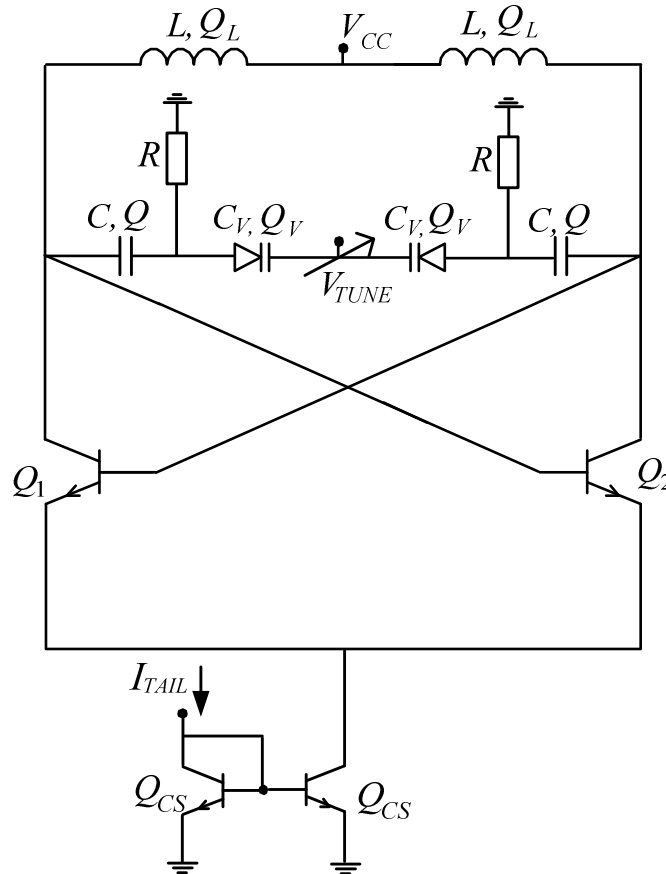 L, Q_L
V_CC
L, Q_L
R
R
C, Q
C_V, Q_V
C_V, Q_V
C, Q
V_TUNE
Q_1
Q_2
I_TAIL
Q_CS
Q_CS